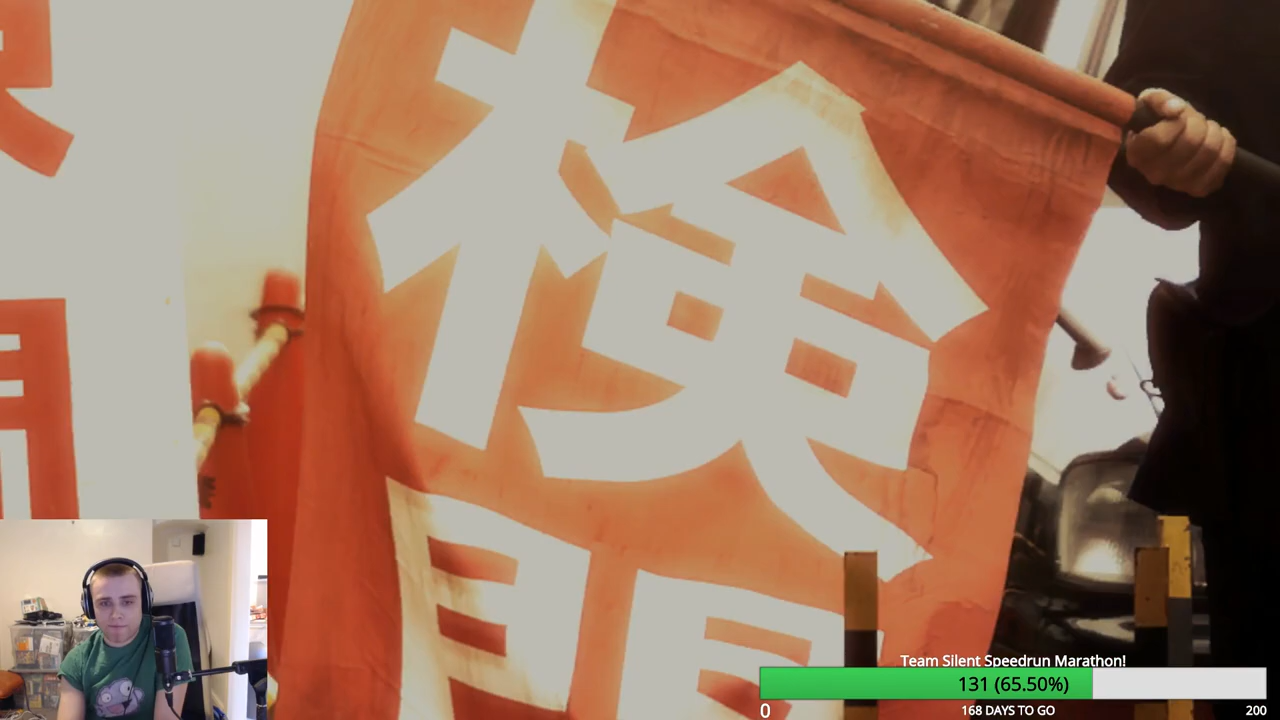 検
Team Silent Speedrun Marathon!
131 (65.50%)
0
168 DAYS TO GO
200